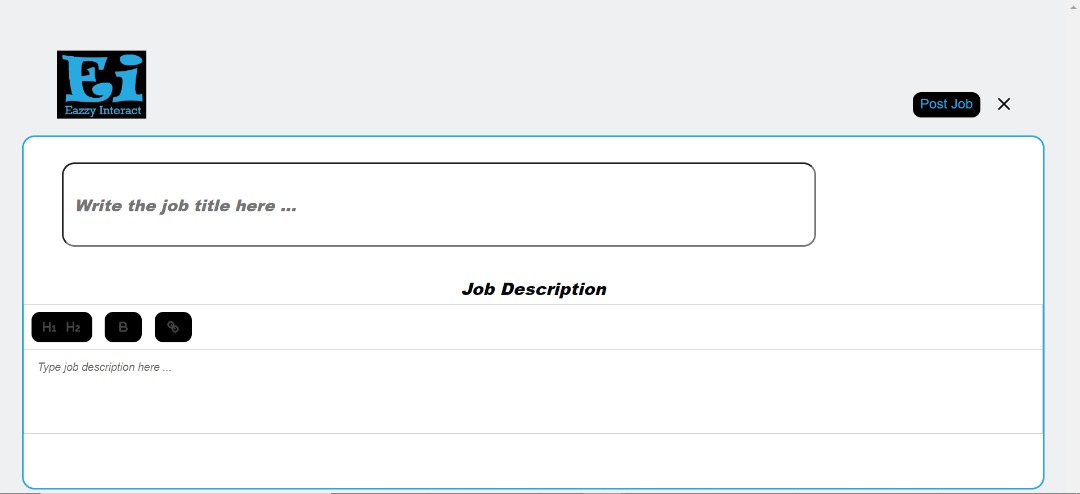 Ei
Eazzy Interact
Post Job
Write the job title here ...
Job Description
H1 H2 B
Type job description here ...